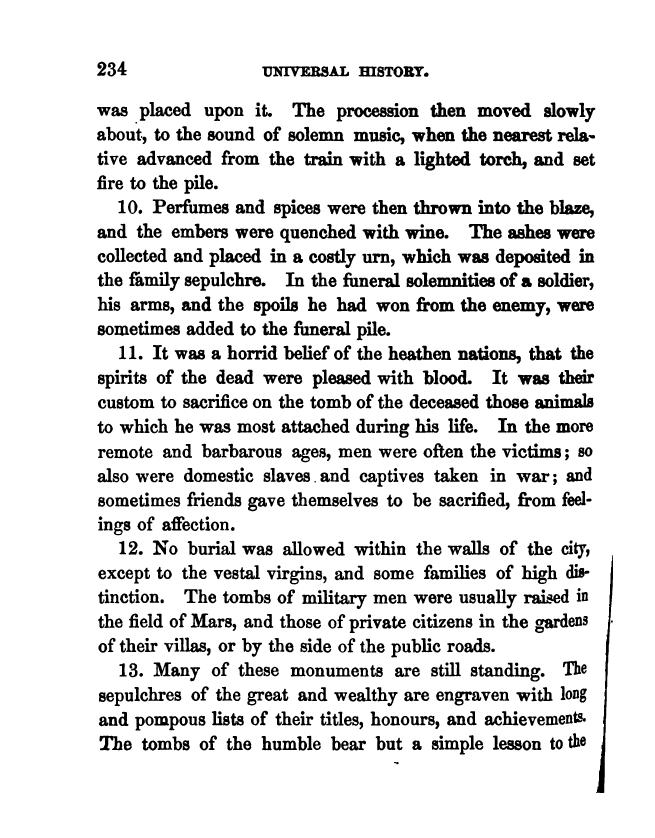 234 UNIVERSAL HISTORY.
was placed upon it. The procession then moved slowly
about, to the sound of solemn music, when the nearest rela-
tive advanced from the train with a lighted torch, and set
fire to the pile.
10. Perfumes and spices were then thrown into the blaze,
and the embers were quenched with wine. The ashes were
collected and placed in a costly urn, which was deposited in
the family sepulchre. In the funeral solemnities of a soldier,
his arms, and the spoils he had won from the enemy, were
sometimes added to the funeral pile.
11. It was a horrid belief of the heathen nations, that the
spirits of the dead were pleased with blood. It was their
custom to sacrifice on the tomb of the deceased those animals
to which he was most attached during his life. In the more
remote and barbarous ages, men were often the victims; so
also were domestic slaves and captives taken in war; and
sometimes friends gave themselves to be sacrified, from feel-
ings of affection.
12. No burial was allowed within the walls of the city,
except to the vestal virgins, and some families of high dis-
tinction. The tombs of military men were usually raised in
the field of Mars, and those of private citizens in the gardens
of their villas, or by the side of the public roads.
13. Many of these monuments are still standing. The
sepulchres of the great and wealthy are engraven with long
and pompous lists of their titles, honours, and achievements.
The tombs of the humble bear but a simple lesson to the